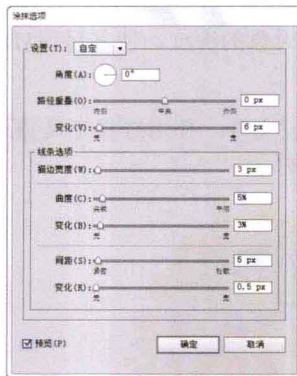 涂抹选项
设置(T): 自定
角度(A): 0°
路径重叠(O): 0 px
内侧 中央 外侧
变化(V): 6 px
无 宽
线条选项
描边宽度(W): 3 px
曲度(C): 5%
尖锐 平滑
变化(B): 3%
无 宽
间距(S): 5 px
紧密 松散
变化(R): 0.5 px
无 宽
预览(P) 确定 取消